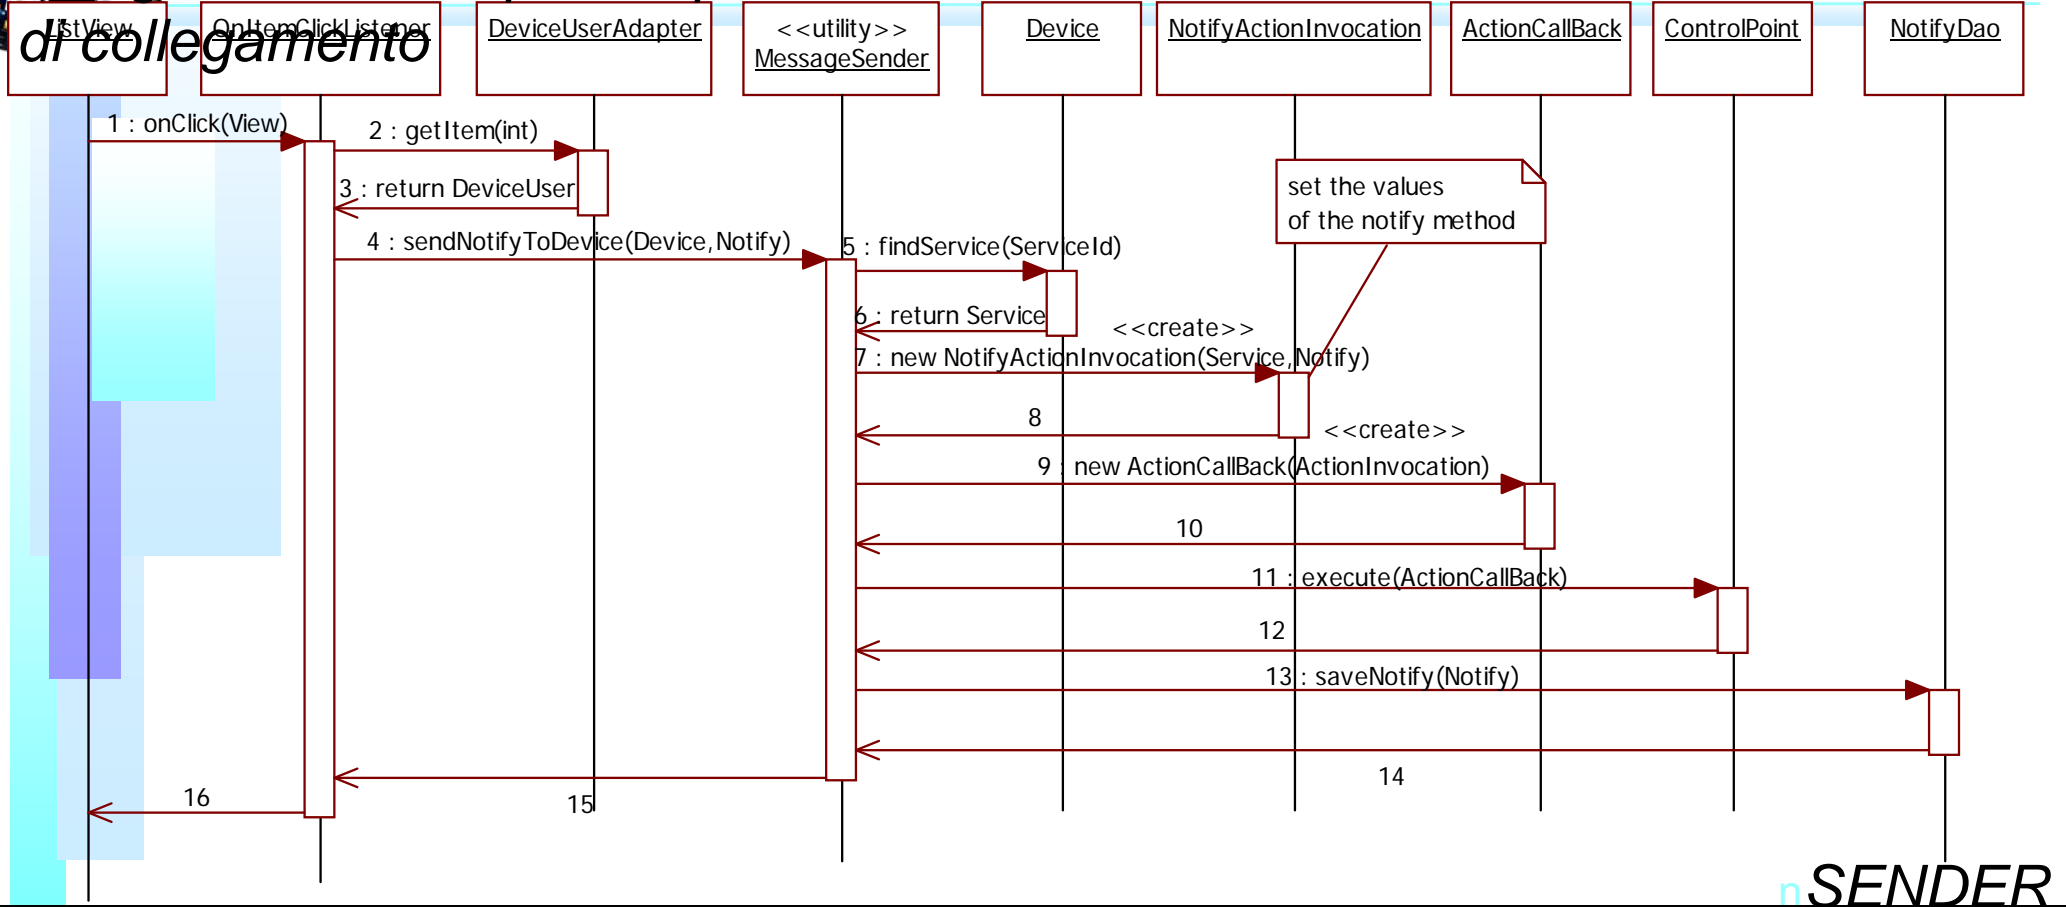 di collegamento
ListView
OnItemClickListener
DeviceUserAdapter
<<utility>>
MessageSender
Device
NotifyActionInvocation
ActionCallBack
ControlPoint
NotifyDao
1 : onClick(View)
2 : getItem(int)
3 : return DeviceUser
4 : sendNotifyToDevice(Device,Notify)
5 : findService(ServiceId)
set the values
of the notify method
6 : return Service
<<create>>
7 : new NotifyActionInvocation(Service,Notify)
8
<<create>>
9 : new ActionCallBack(ActionInvocation)
10
11 : execute(ActionCallBack)
12
13 : saveNotify(Notify)
14
15
16
n SENDER